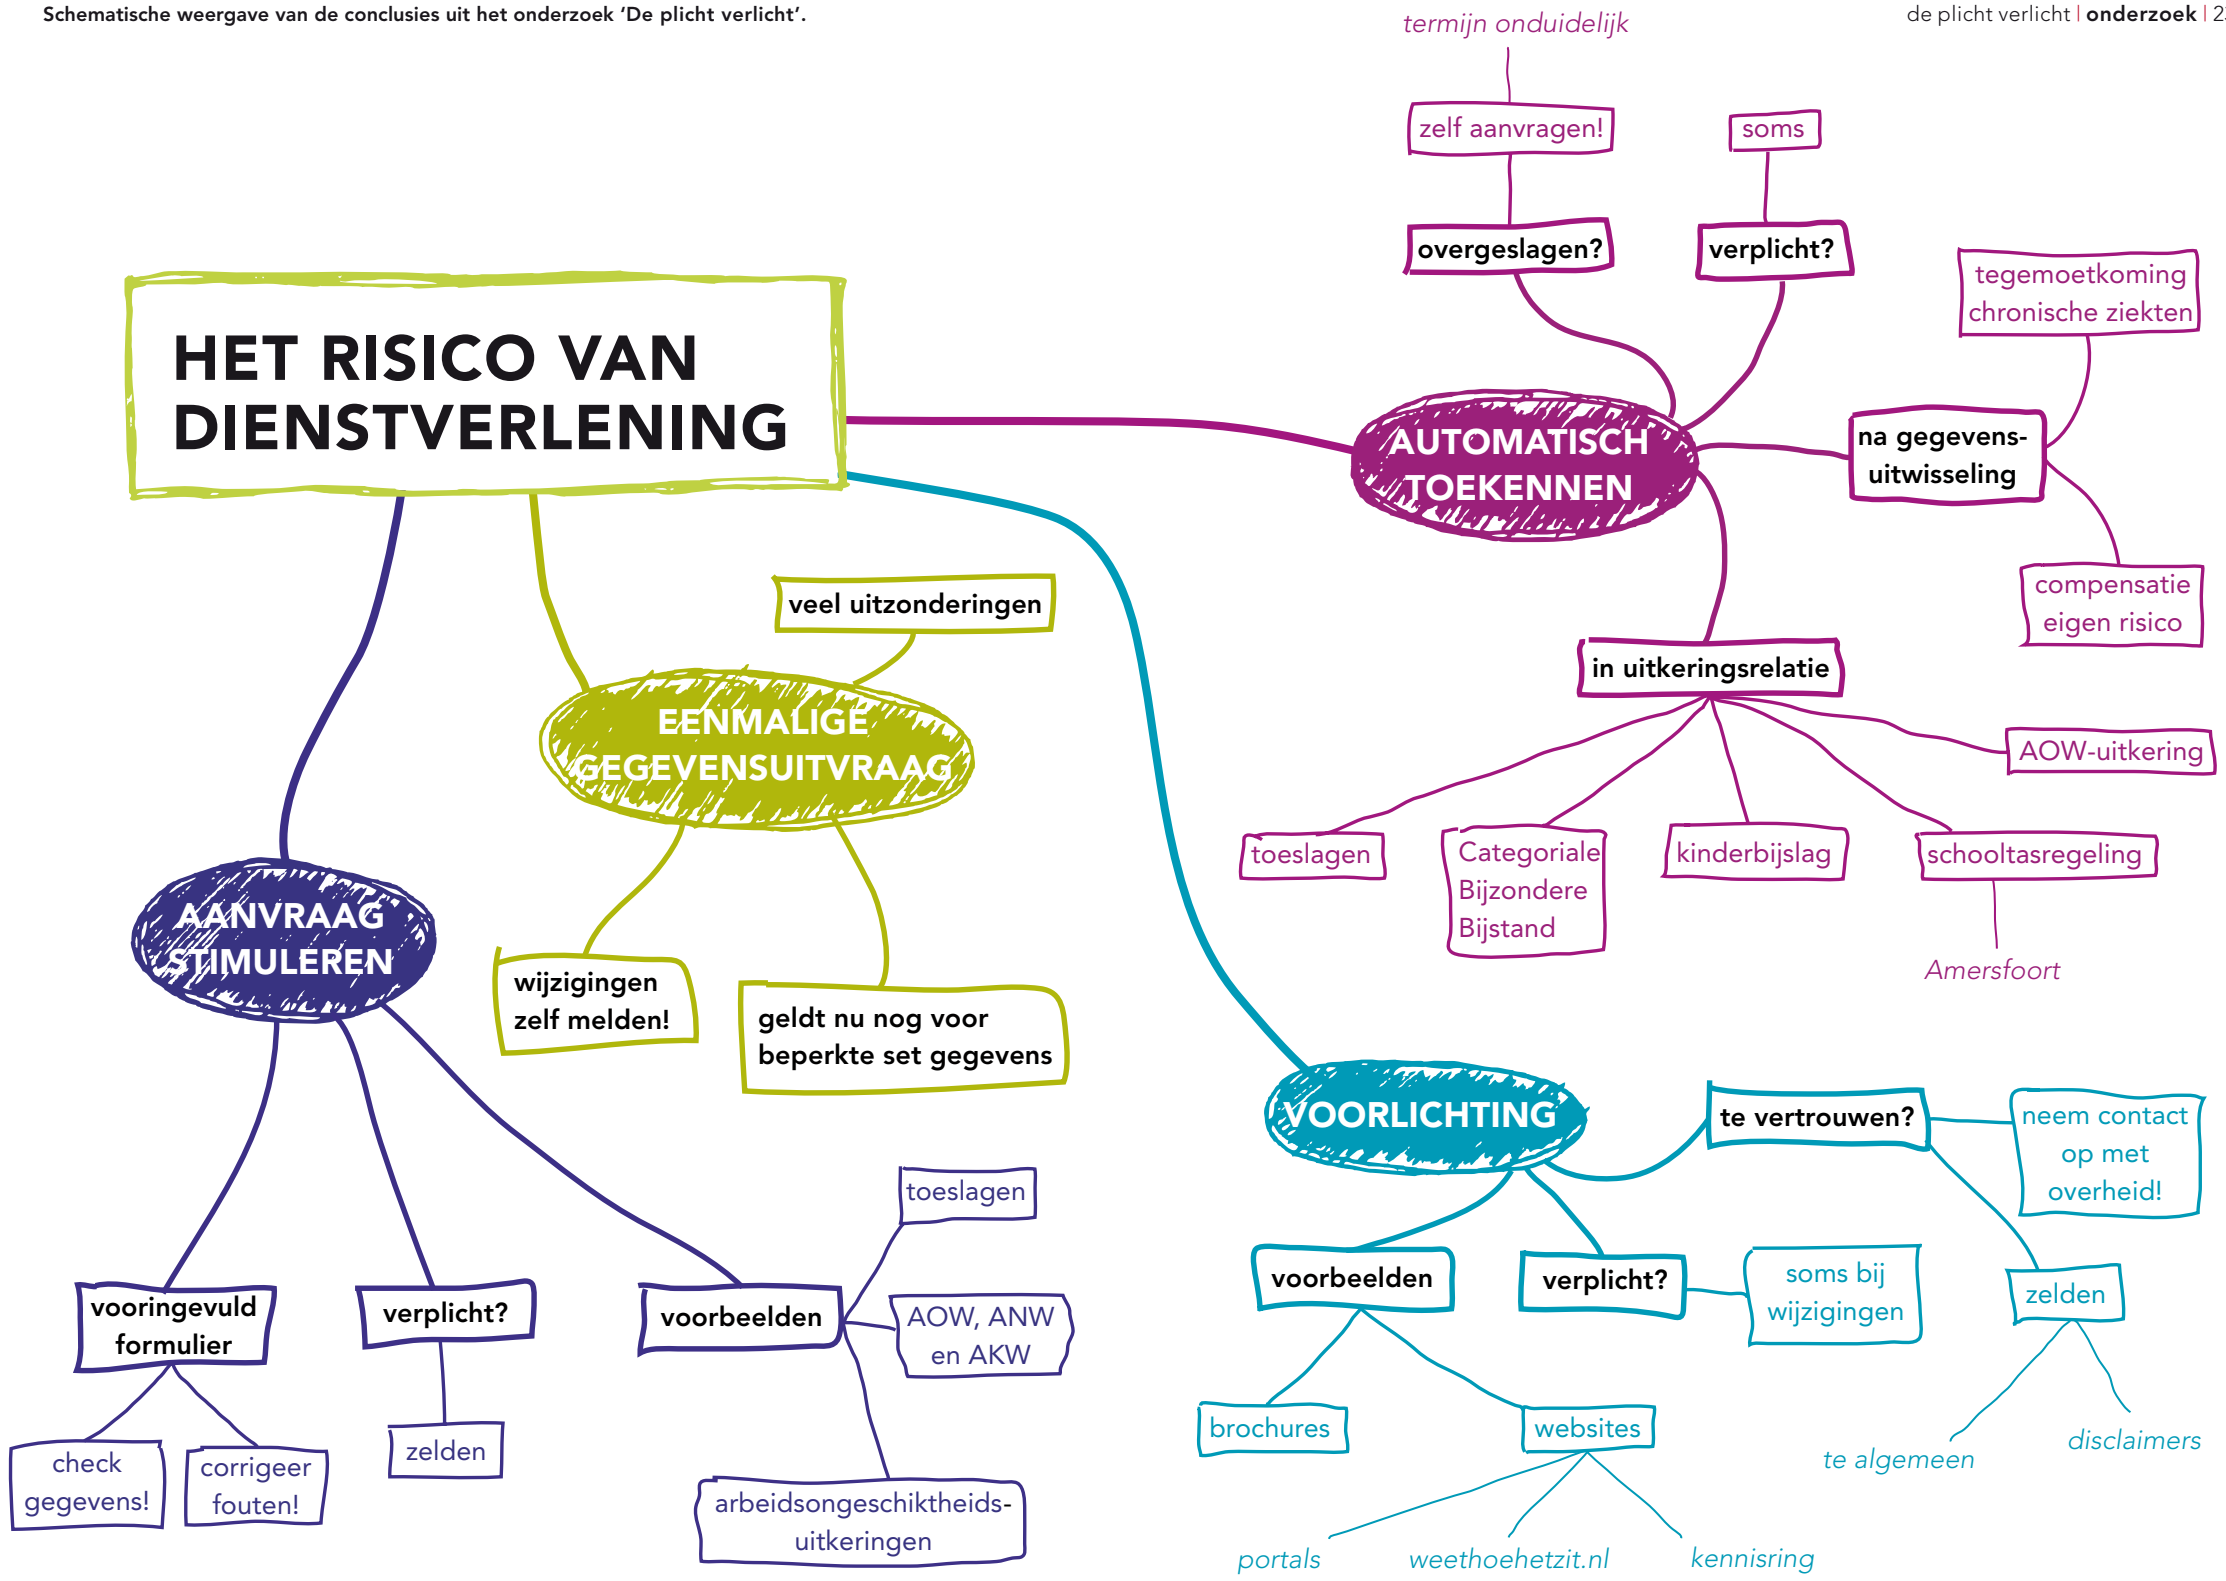 Schematische weergave van de conclusies uit het onderzoek ‘De plicht verlicht’.
de plicht verlicht | onderzoek | 2
HET RISICO VAN
DIENSTVERLENING
termijn onduidelijk
zelf aanvragen!
soms
overgeslagen?
verplicht?
tegemoetkoming
chronische ziekten
AUTOMATISCH
TOEKENNEN
na gegevens-
uitwisseling
compensatie
eigen risico
in uitkeringsrelatie
AOW-uitkering
toeslagen
Categoriale
Bijzondere
Bijstand
kinderbijslag
schooltasregeling
Amersfoort
veel uitzonderingen
EENMALIGE
GEGEVENSUITVRAAG
wijzigingen
zelf melden!
geldt nu nog voor
beperkte set gegevens
AANVRAAG
STIMULEREN
vooringevuld
formulier
verplicht?
voorbeelden
toeslagen
AOW, ANW
en AKW
check
gegevens!
corrigeer
fouten!
zelden
arbeidsongeschiktheids-
uitkeringen
VOORLICHTING
te vertrouwen?
neem contact
op met
overheid!
voorbeelden
verplicht?
soms bij
wijzigingen
zelden
brochures
websites
te algemeen
disclaimers
portals
weethoehetzit.nl
kennisring